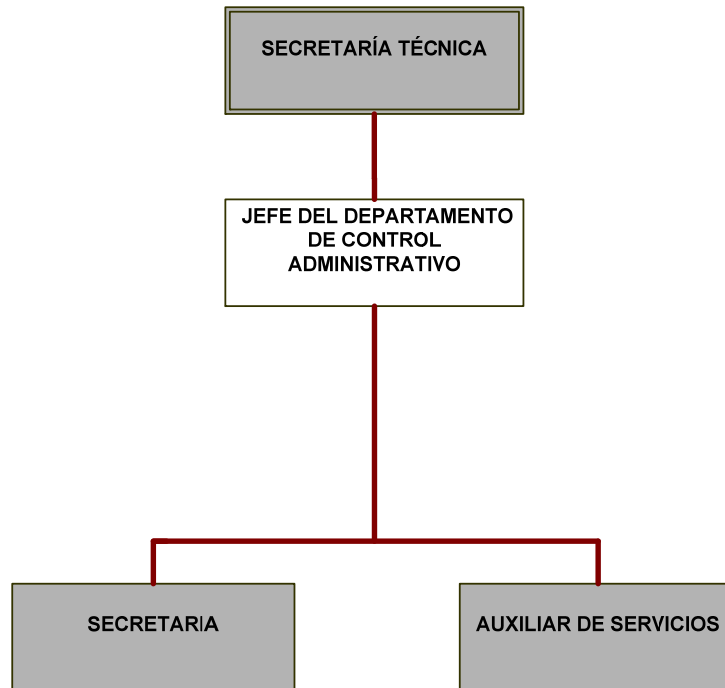 SECRETARÍA TÉCNICA
JEFE DEL DEPARTAMENTO
DE CONTROL
ADMINISTRATIVO
SECRETARIA
AUXILIAR DE SERVICIOS